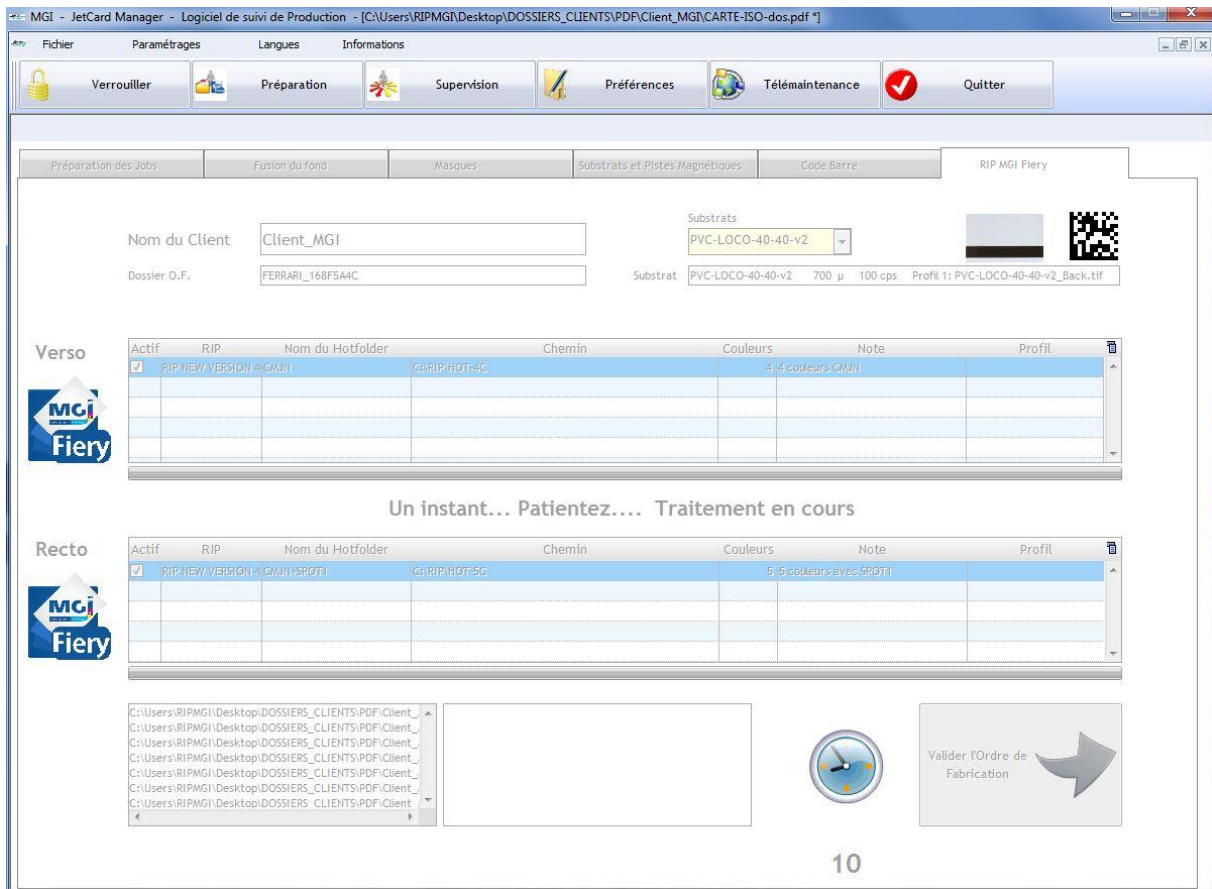 MGI - JetCard Manager - Logiciel de suivi de Production - [C:\Users\RIPMGI\Desktop\DOSSIERS_CLIENTS\PDF\Client_MGI\CARTE-ISO-dos.pdf *]
Fichier Paramétrages Langues Informations
Verrouiller Préparation Supervision Préférences Télémaintenance Quitter
Préparation des Jobs Fusion du fond Masques Substrats et Pistes Magnétiques Code Barre RIP MGI Fiery
Substrats
Nom du Client Client_MGI PVC-LOCO-40-40-v2
Dossier O.F. FERRARI_168F5A4C Substrat PVC-LOCO-40-40-v2 700 µ 100 cps Profil 1: PVC-LOCO-40-40-v2_Back.tif
Verso
Actif RIP Nom du Hotfolder Chemin Couleurs Note Profil
RIP NEW VERSION 4 CMJN C:\RIP\HOT-4C 4 4 couleurs CMJN
MGI
Fiery
Un instant... Patientez.... Traitement en cours
Recto
Actif RIP Nom du Hotfolder Chemin Couleurs Note Profil
RIP NEW VERSION 4 CMJN+SPOT1 C:\RIP\HOT-5C 5 5 couleurs avec SPOT1
MGI
Fiery
C:\Users\RIPMGI\Desktop\DOSSIERS_CLIENTS\PDF\Client_
C:\Users\RIPMGI\Desktop\DOSSIERS_CLIENTS\PDF\Client_
C:\Users\RIPMGI\Desktop\DOSSIERS_CLIENTS\PDF\Client_
C:\Users\RIPMGI\Desktop\DOSSIERS_CLIENTS\PDF\Client_
C:\Users\RIPMGI\Desktop\DOSSIERS_CLIENTS\PDF\Client_
C:\Users\RIPMGI\Desktop\DOSSIERS_CLIENTS\PDF\Client_
C:\Users\RIPMGI\Desktop\DOSSIERS_CLIENTS\PDF\Client_
Valider l'Ordre de
Fabrication
10